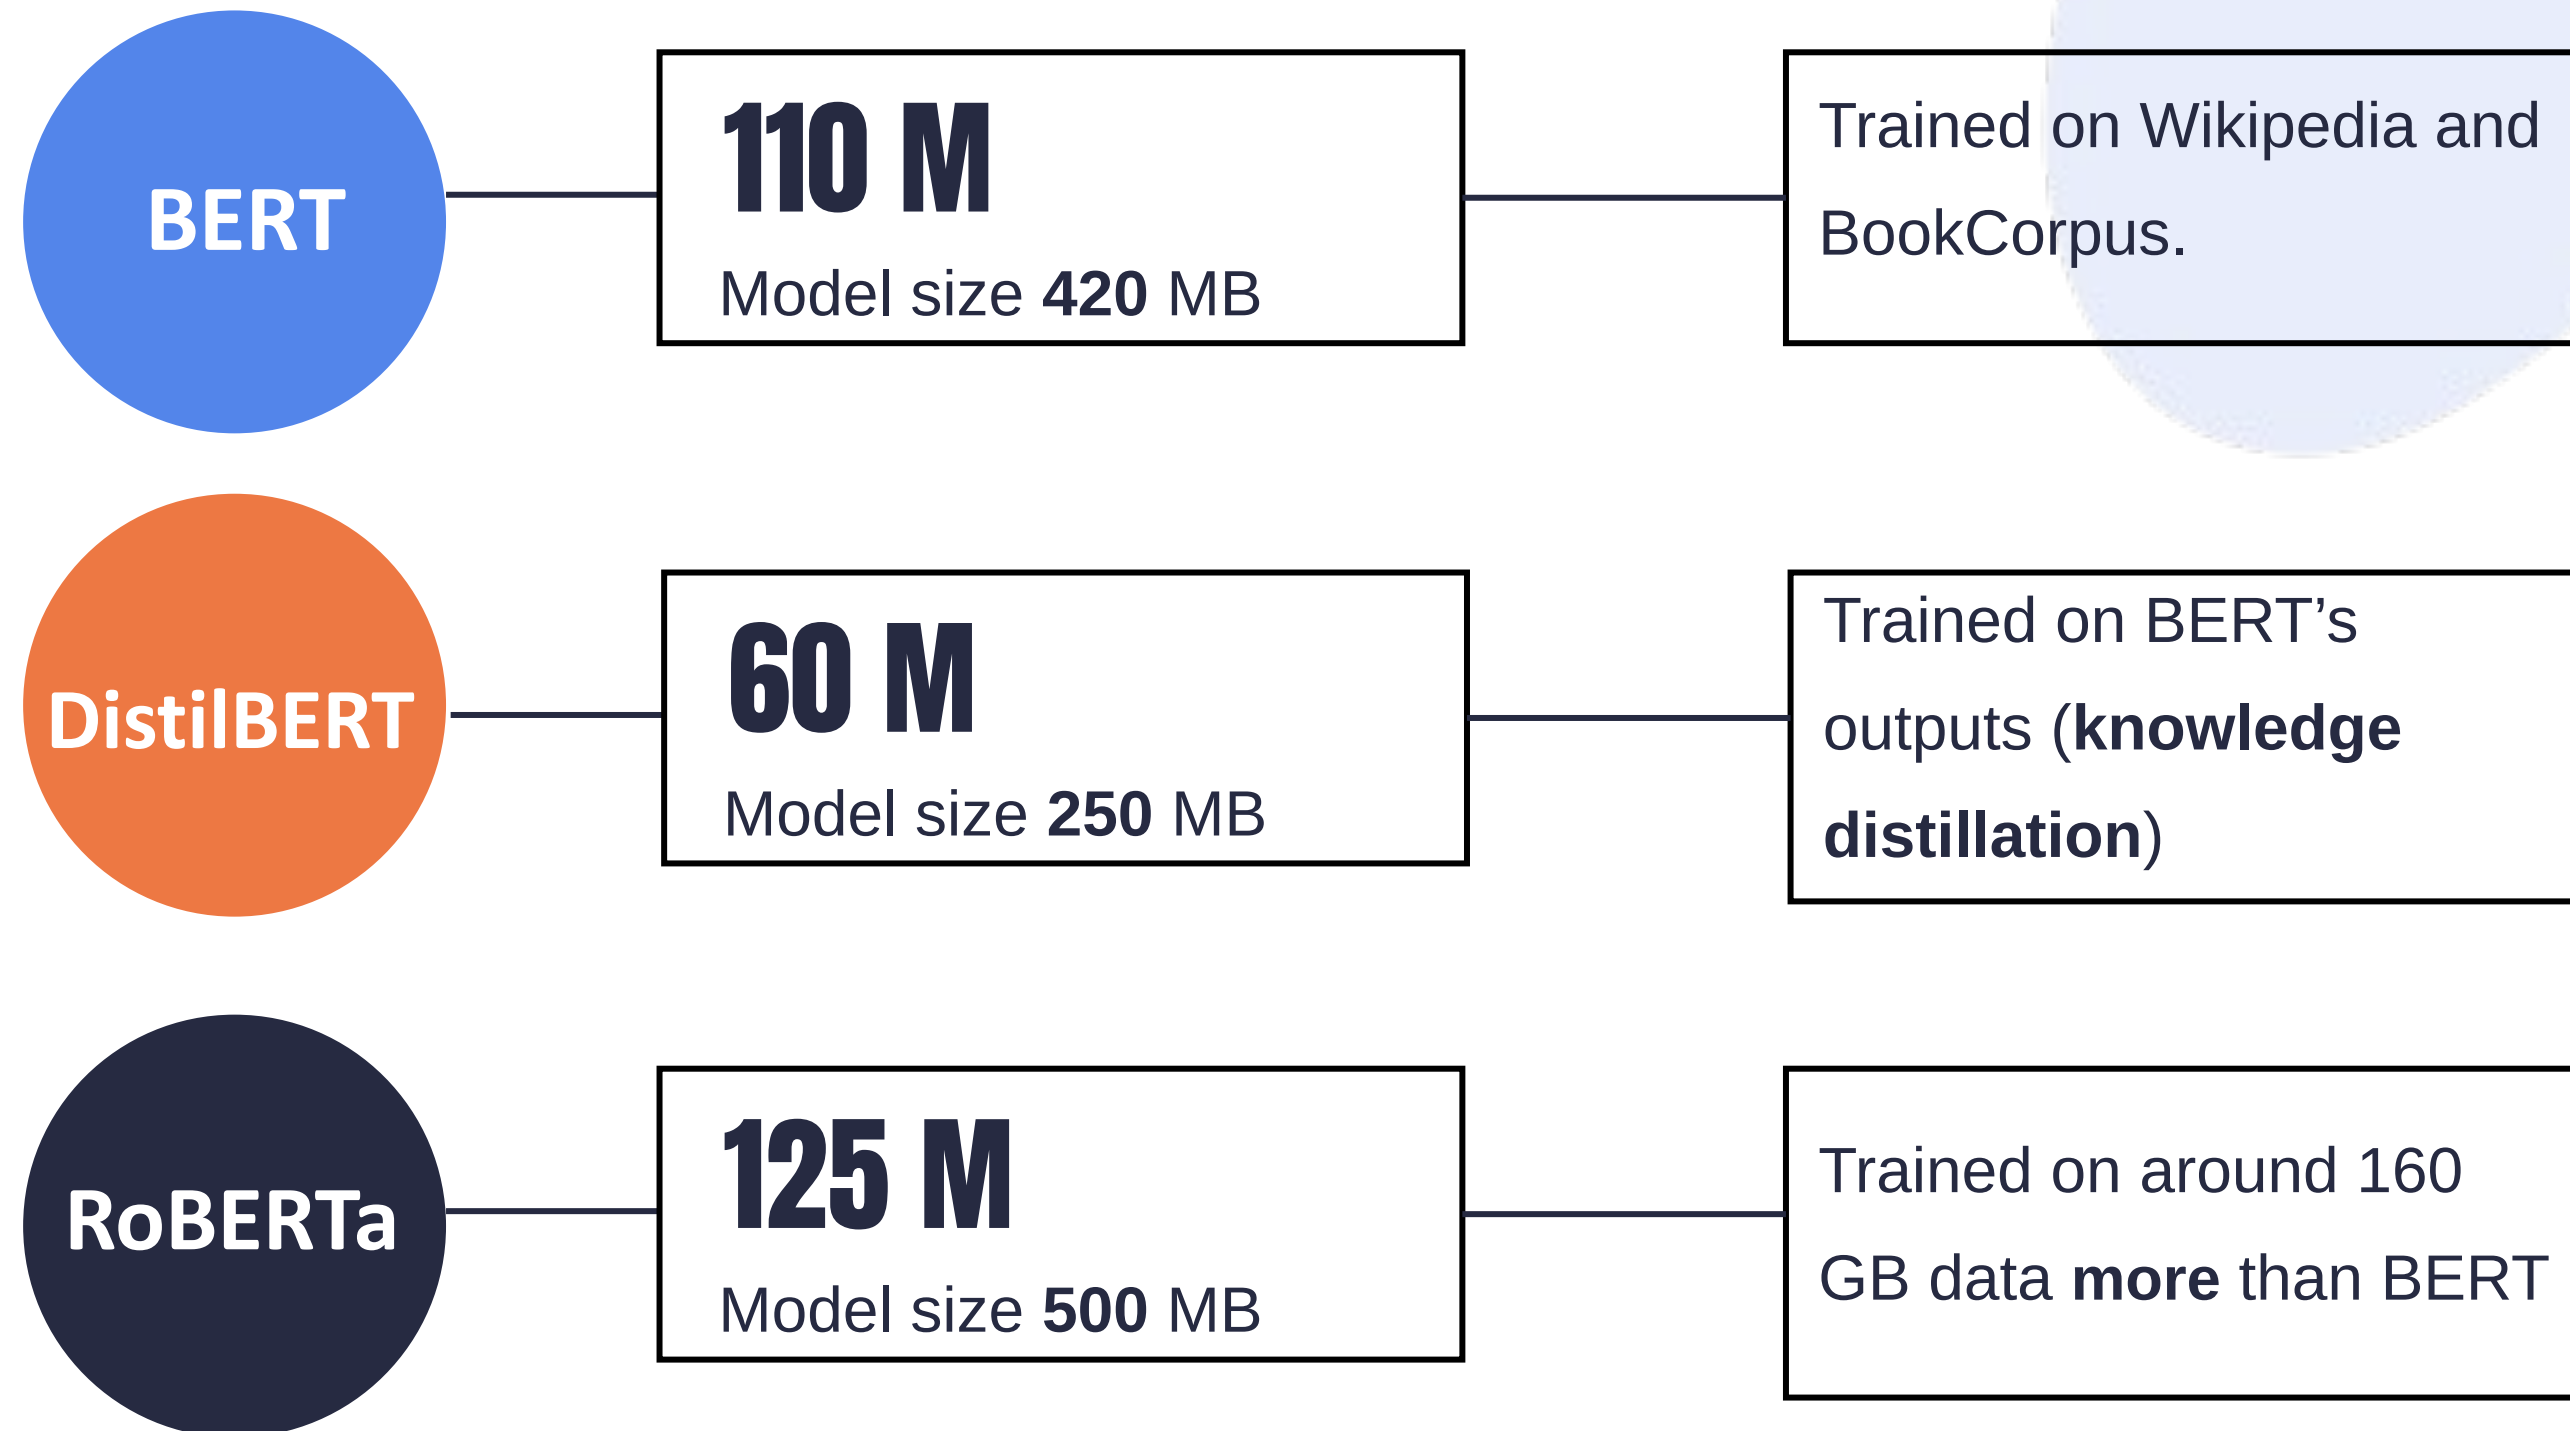 BERT
110 M
Model size 420 MB
Trained on Wikipedia and
BookCorpus.
DistilBERT
60 M
Model size 250 MB
Trained on BERT’s
outputs (knowledge
distillation)
RoBERTa
125 M
Model size 500 MB
Trained on around 160
GB data more than BERT